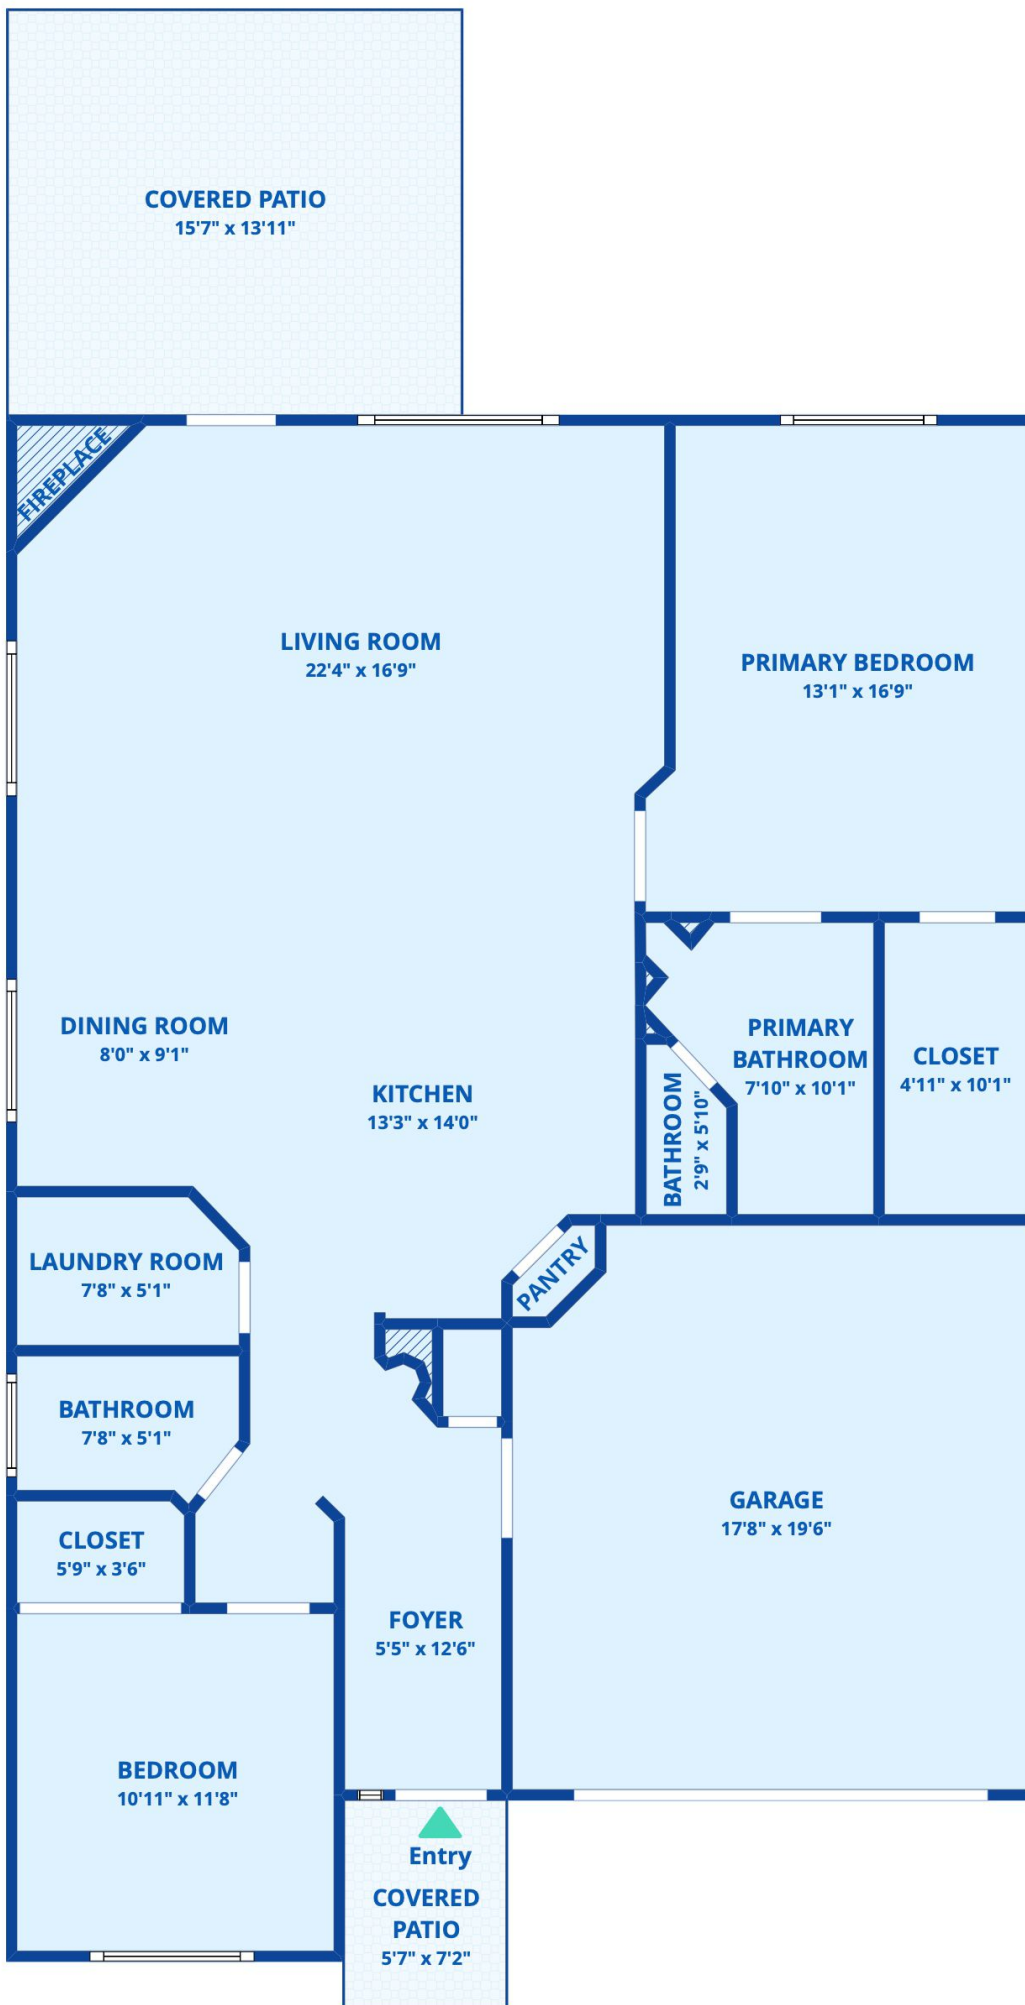 COVERED PATIO
15'7" x 13'11"
FIREPLACE
LIVING ROOM
22'4" x 16'9"
PRIMARY BEDROOM
13'1" x 16'9"
DINING ROOM
8'0" x 9'1"
KITCHEN
13'3" x 14'0"
PRIMARY
BATHROOM
7'10" x 10'1"
CLOSET
4'11" x 10'1"
BATHROOM
2'9" x 5'10"
LAUNDRY ROOM
7'8" x 5'1"
PANTRY
BATHROOM
7'8" x 5'1"
CLOSET
5'9" x 3'6"
GARAGE
17'8" x 19'6"
FOYER
5'5" x 12'6"
BEDROOM
10'11" x 11'8"
Entry
COVERED
PATIO
5'7" x 7'2"